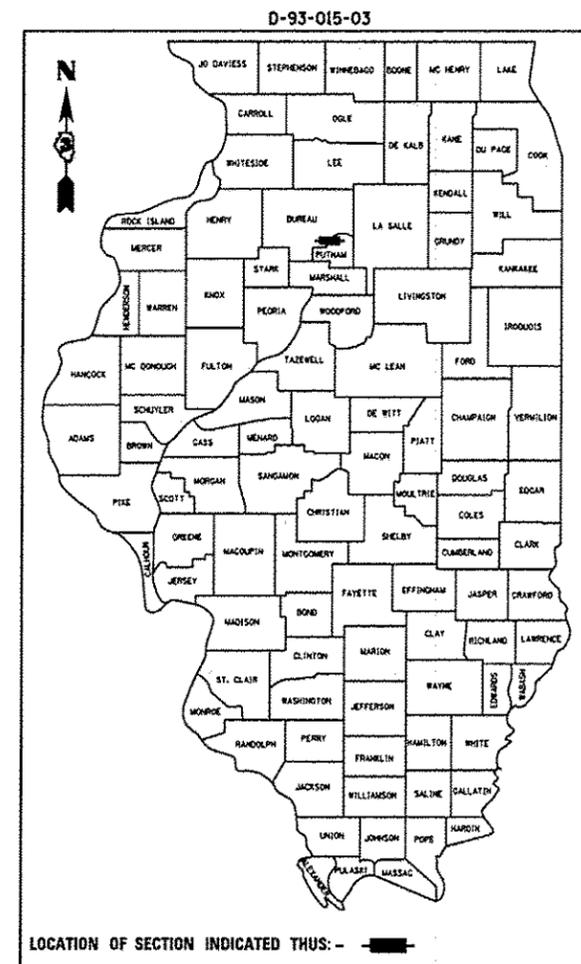 D-93-015-03
JO DAVIESS STEPHENSON WINNEBAGO BOONE MC HENRY LAKE
N
CARROLL OGLE
DE KALB KANE DU PAGE COOK
WHITESIDE LEE
KENDALL
ROCK ISLAND HENRY BUREAU LA SALLE GRUNDY WILL
MERCER PUTNAM
STARK MARSHALL KANKAKEE
HENDERSON WARREN KNOX PEORIA WOODFORD LIVINGSTON IROQUOIS
HANCOCK MC DONOUGH FULTON TAZEWELL MC LEAN FORD
MASON
SCHUYLER LOGAN DE WITT CHAMPAIGN VERMILION
ADAMS BROWN CASS MENARD MACON PIATT
SANGAMON DOUGLAS EDGAR
PIKE SCOTT MORGAN CHRISTIAN MOULTRIE COLES
GREENE MACOUPIN MONTGOMERY SHELBY CUMBERLAND CLARK
CALHOUN JERSEY
FAYETTE EFFINGHAM JASPER CRAWFORD
MADISON BOND CLAY RICHLAND LAWRENCE
CLINTON MARION
ST. CLAIR WAYNE EDWARDS WABASH
MONROE WASHINGTON JEFFERSON
RANDOLPH PERRY HAMILTON WHITE
FRANKLIN
JACKSON WILLIAMSON SALINE GALLATIN
UNION JOHNSON POPE HARDIN
ALEXANDER PULASKI MASSAC
LOCATION OF SECTION INDICATED THUS: -